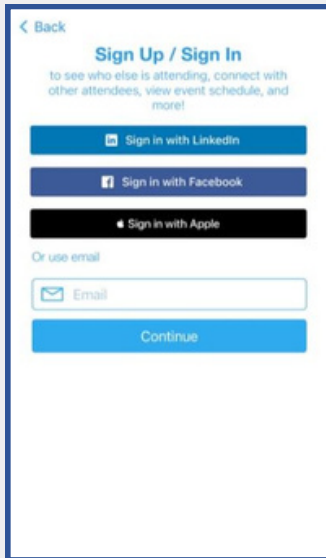 Back
Sign Up / Sign In
to see who else is attending, connect with
other attendees, view event schedule, and
more!
in Sign in with LinkedIn
f Sign in with Facebook
Sign in with Apple
Or use email
Email
Continue